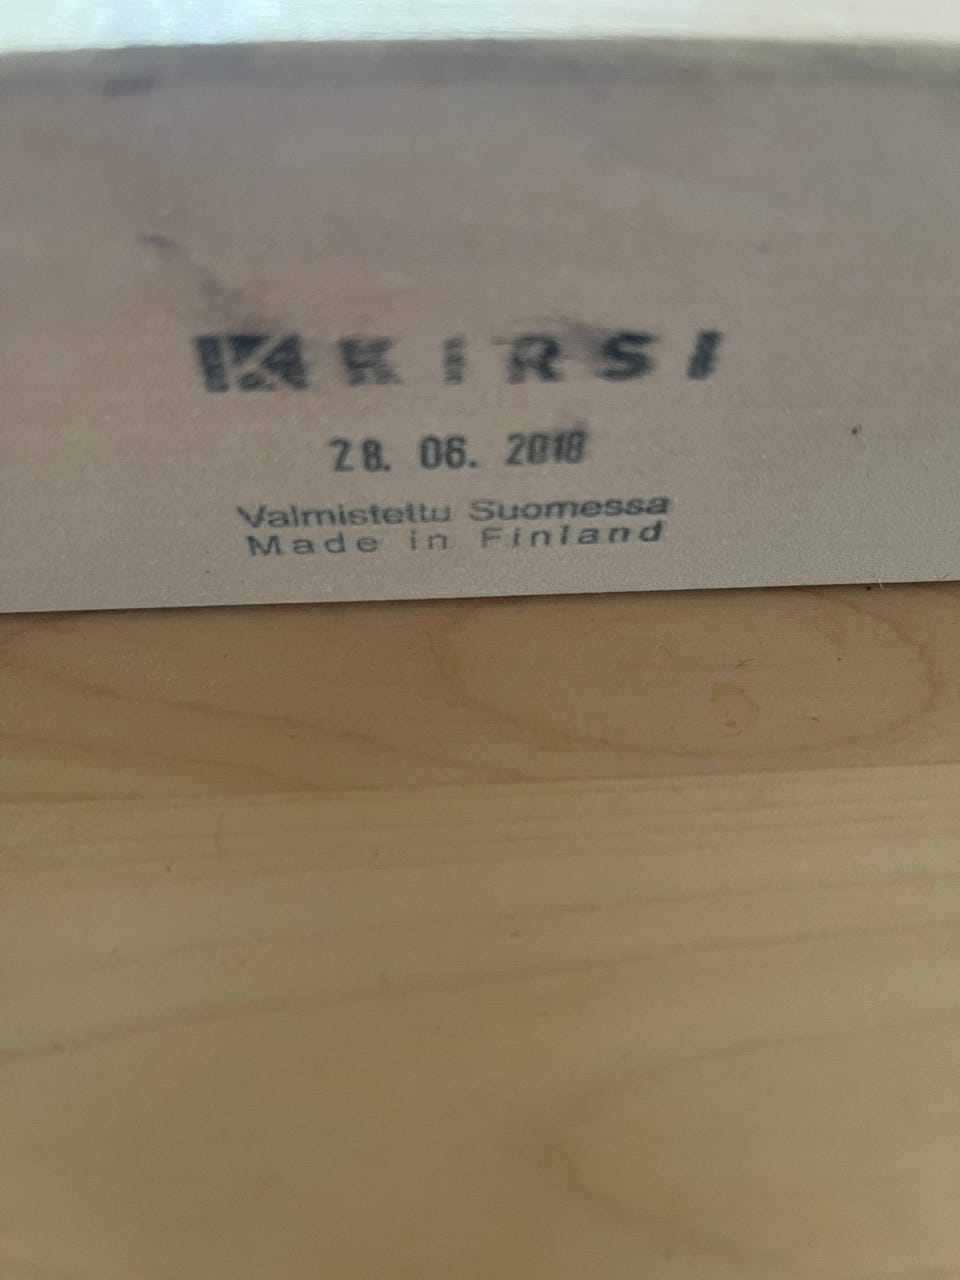 KIRSI
28. 06. 2018
Valmistettu Suomessa
Made in Finland